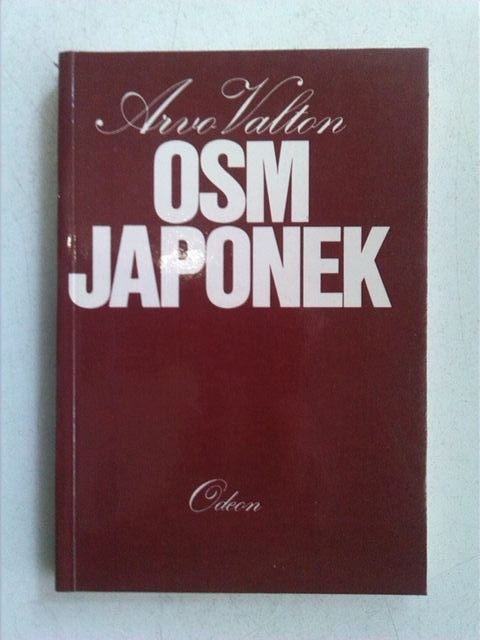 Arvo Valton
OSM
JAPONEK
Odeon